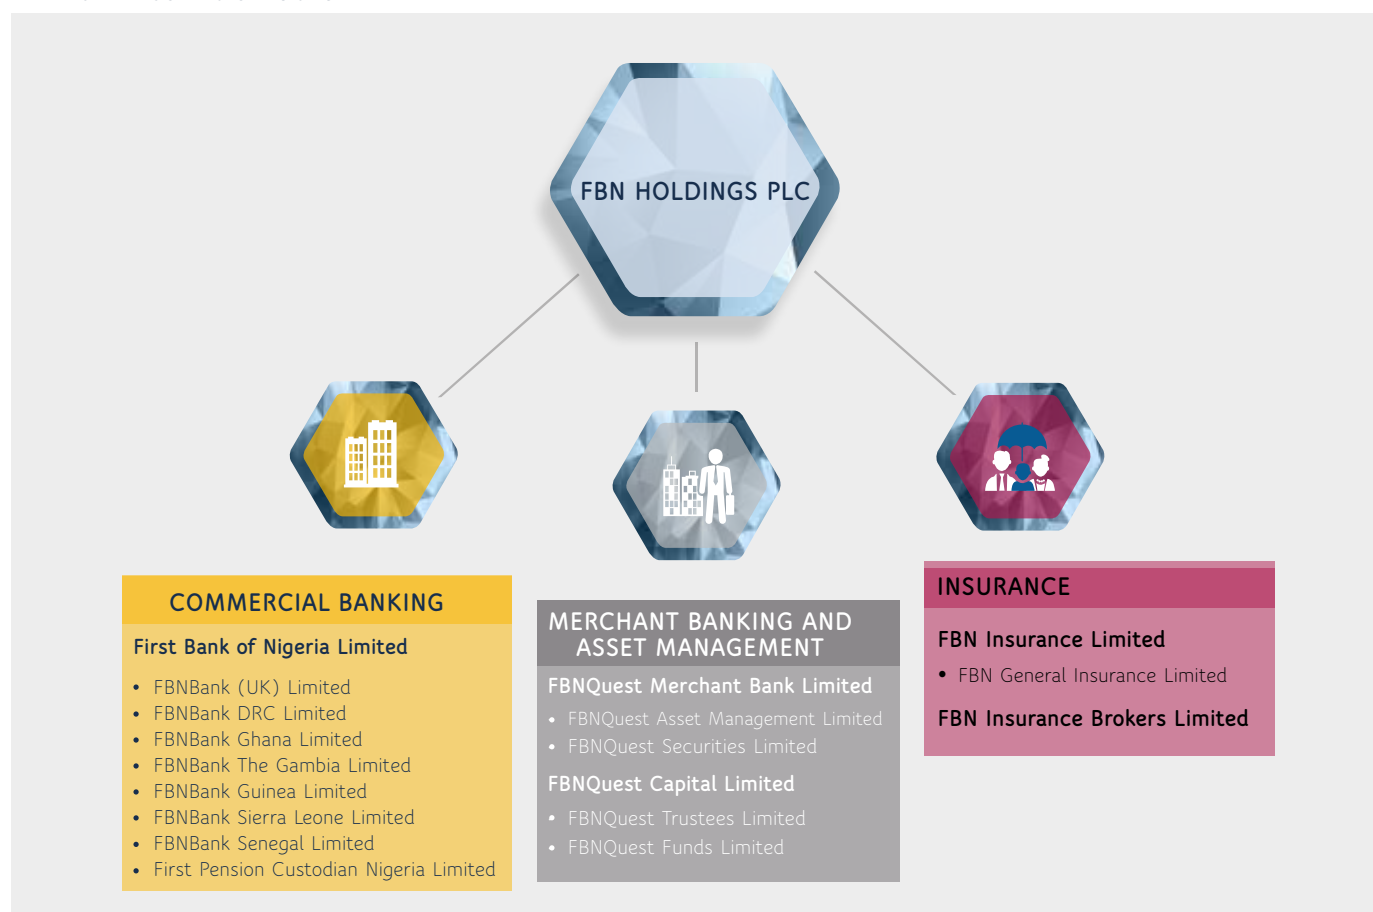 FBN HOLDINGS PLC
COMMERCIAL BANKING
First Bank of Nigeria Limited
• FBNBank (UK) Limited
• FBNBank DRC Limited
• FBNBank Ghana Limited
• FBNBank The Gambia Limited
• FBNBank Guinea Limited
• FBNBank Sierra Leone Limited
• FBNBank Senegal Limited
• First Pension Custodian Nigeria Limited
MERCHANT BANKING AND
ASSET MANAGEMENT
FBNQuest Merchant Bank Limited
• FBNQuest Asset Management Limited
• FBNQuest Securities Limited
FBNQuest Capital Limited
• FBNQuest Trustees Limited
• FBNQuest Funds Limited
INSURANCE
FBN Insurance Limited
• FBN General Insurance Limited
FBN Insurance Brokers Limited